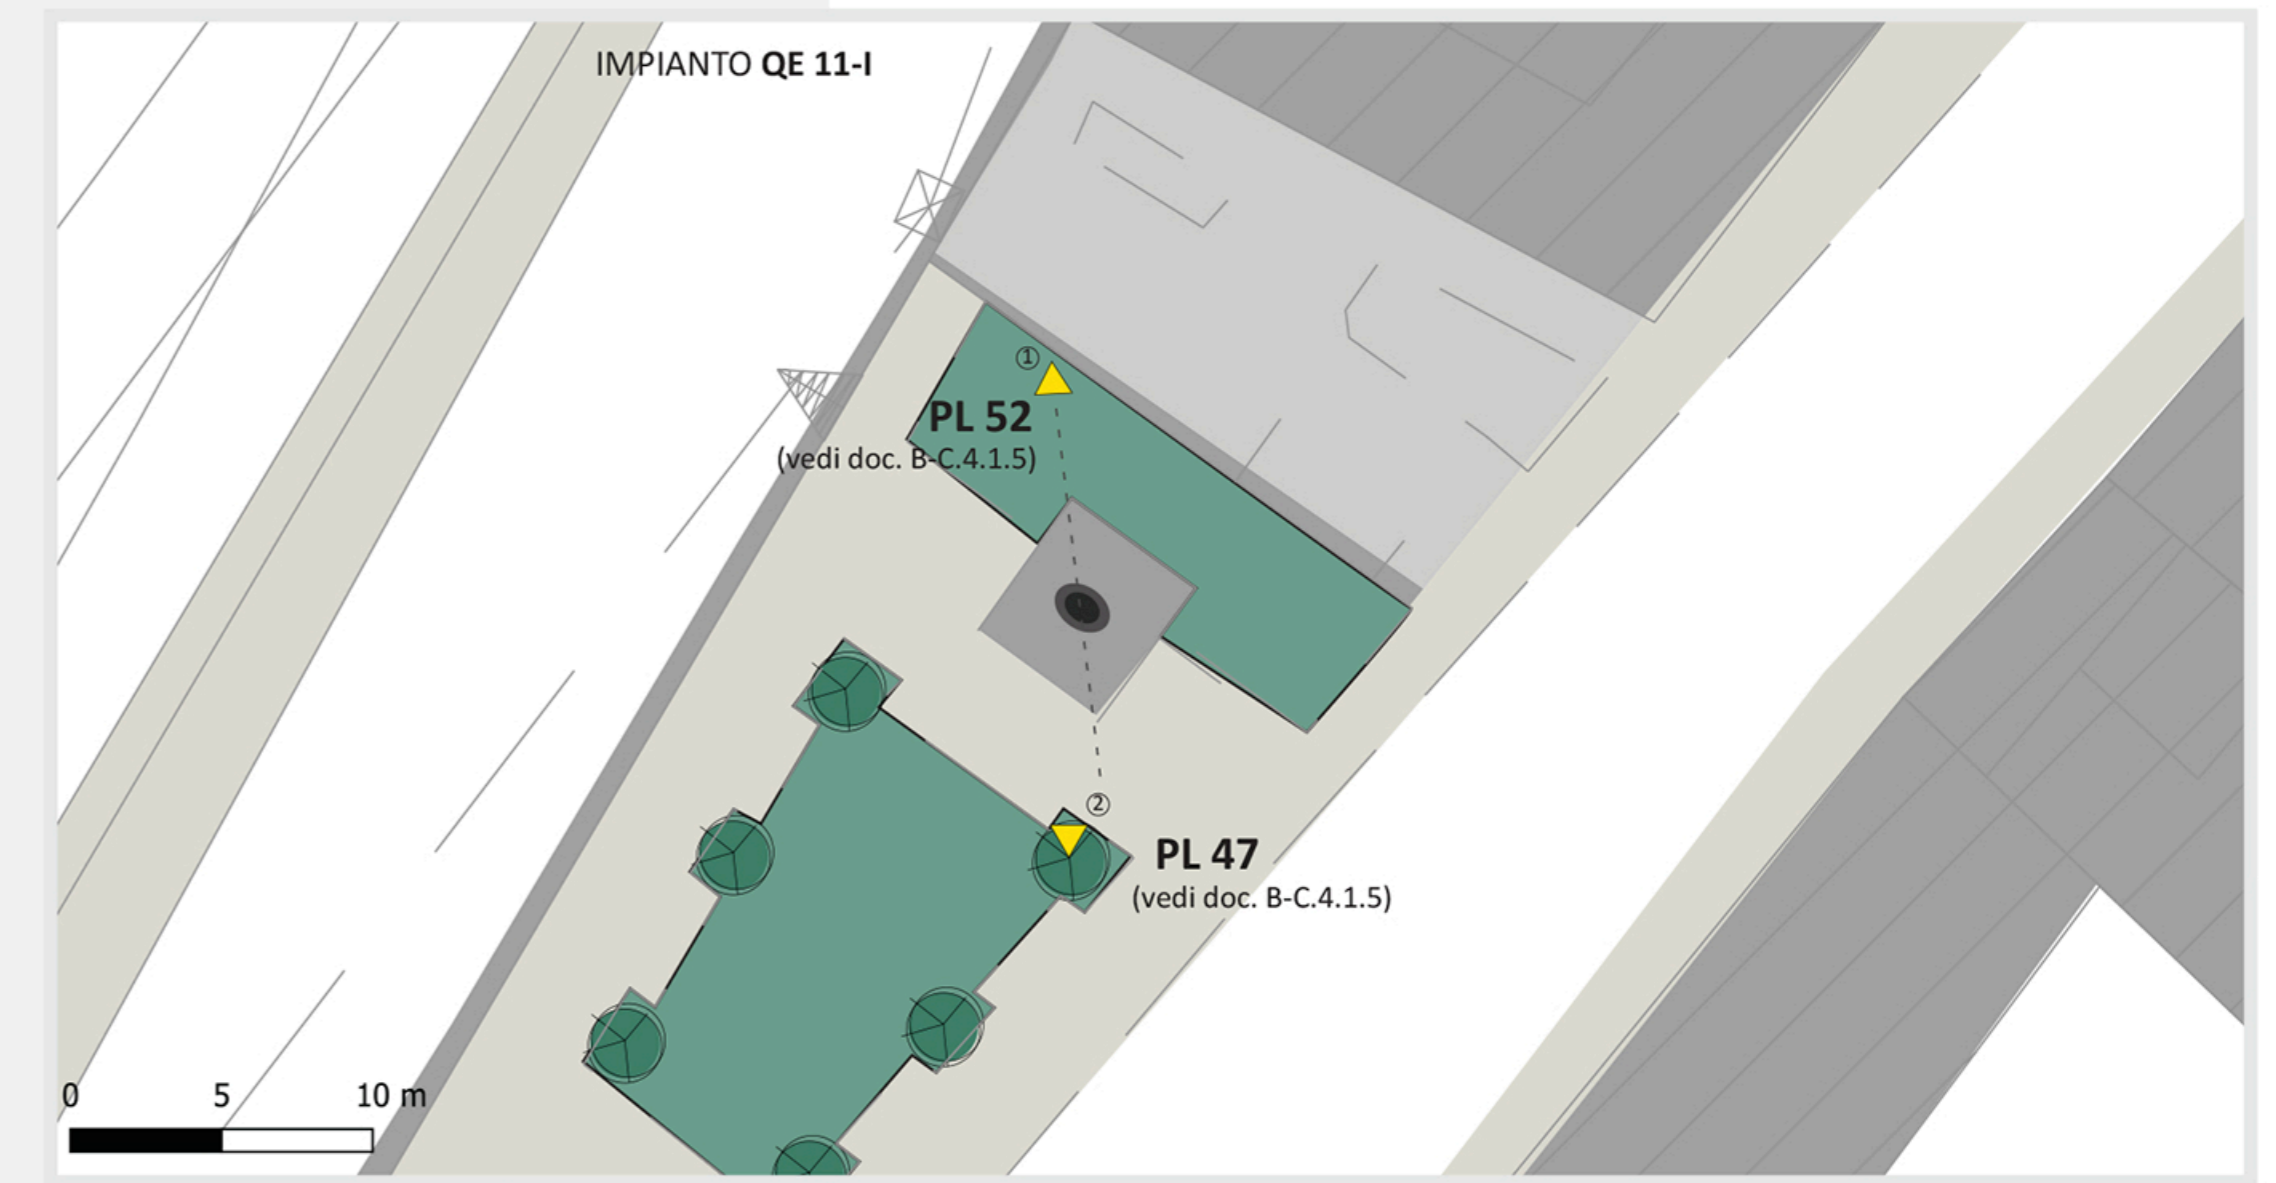 IMPIANTO QE 11-I
①
PL 52
(vedi doc. B-C.4.1.5)
②
PL 47
(vedi doc. B-C.4.1.5)
0 5 10 m